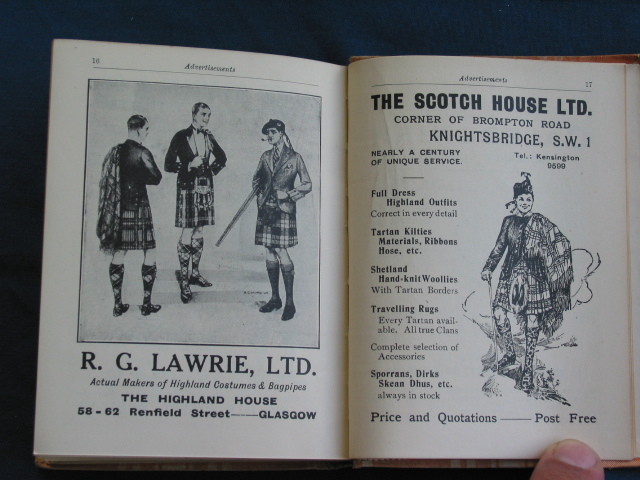 16
Advertisements
R. G. LAWRIE, LTD.
Actual Makers of Highland Costumes & Bagpipes
THE HIGHLAND HOUSE
58-62 Renfield Street——GLASGOW
Advertisements
17
THE SCOTCH HOUSE LTD.
CORNER OF BROMPTON ROAD
KNIGHTSBRIDGE, S.W. 1
NEARLY A CENTURY
OF UNIQUE SERVICE.
Tel.: Kensington
9599
Full Dress
Highland Outfits
Correct in every detail
Tartan Kilties
Materials, Ribbons
Hose, etc.
Shetland
Hand-knit Woollies
With Tartan Borders
Travelling Rugs
Every Tartan avail-
able. All true Clans
Complete selection of
Accessories
Sporrans, Dirks
Skenn Dhus, etc.
always in stock
Price and Quotations —— Post Free